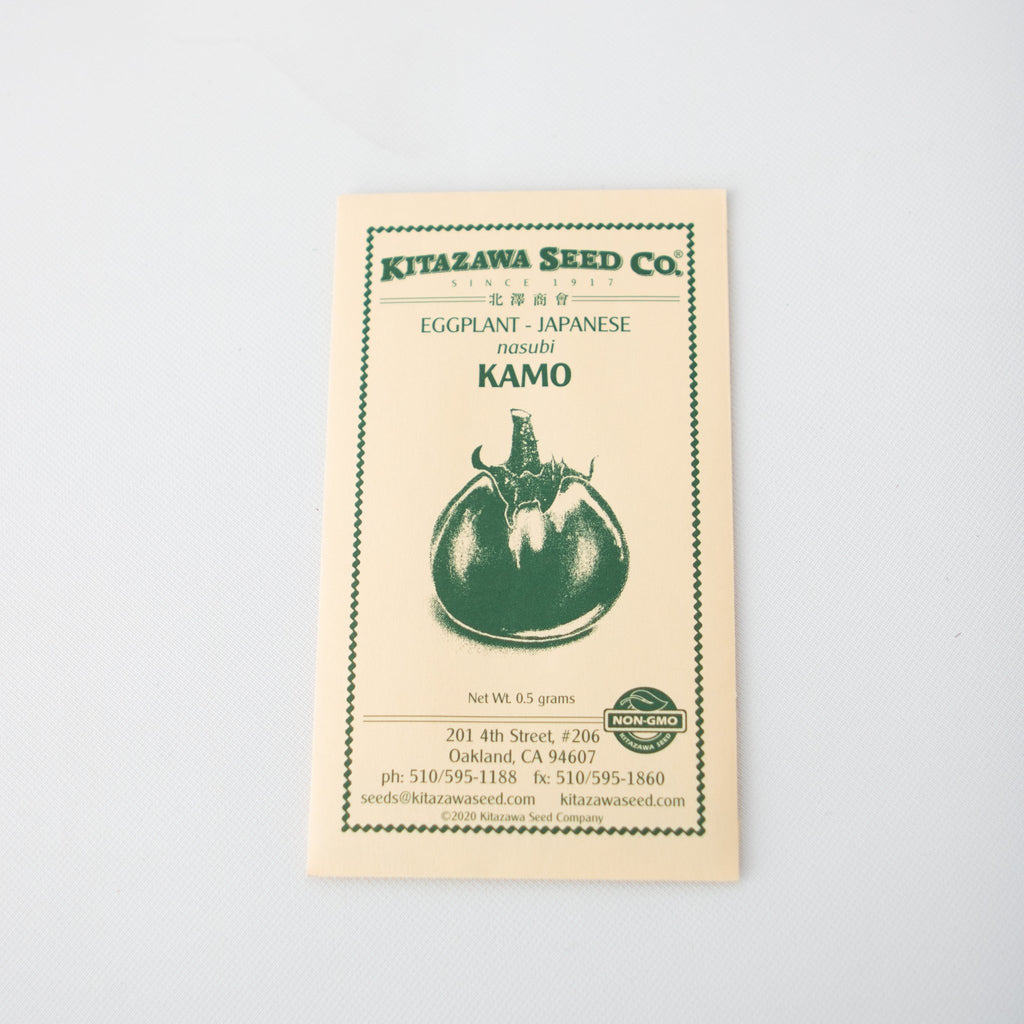 KITAZAWA SEED CO.®
SINCE 1917
北澤商會
EGGPLANT - JAPANESE
nasubi
KAMO
Net Wt. 0.5 grams
NON-GMO
KITAZAWA SEED
201 4th Street, #206
Oakland, CA 94607
ph: 510/595-1188 fx: 510/595-1860
seeds@kitazawaseed.com kitazawaseed.com
©2020 Kitazawa Seed Company